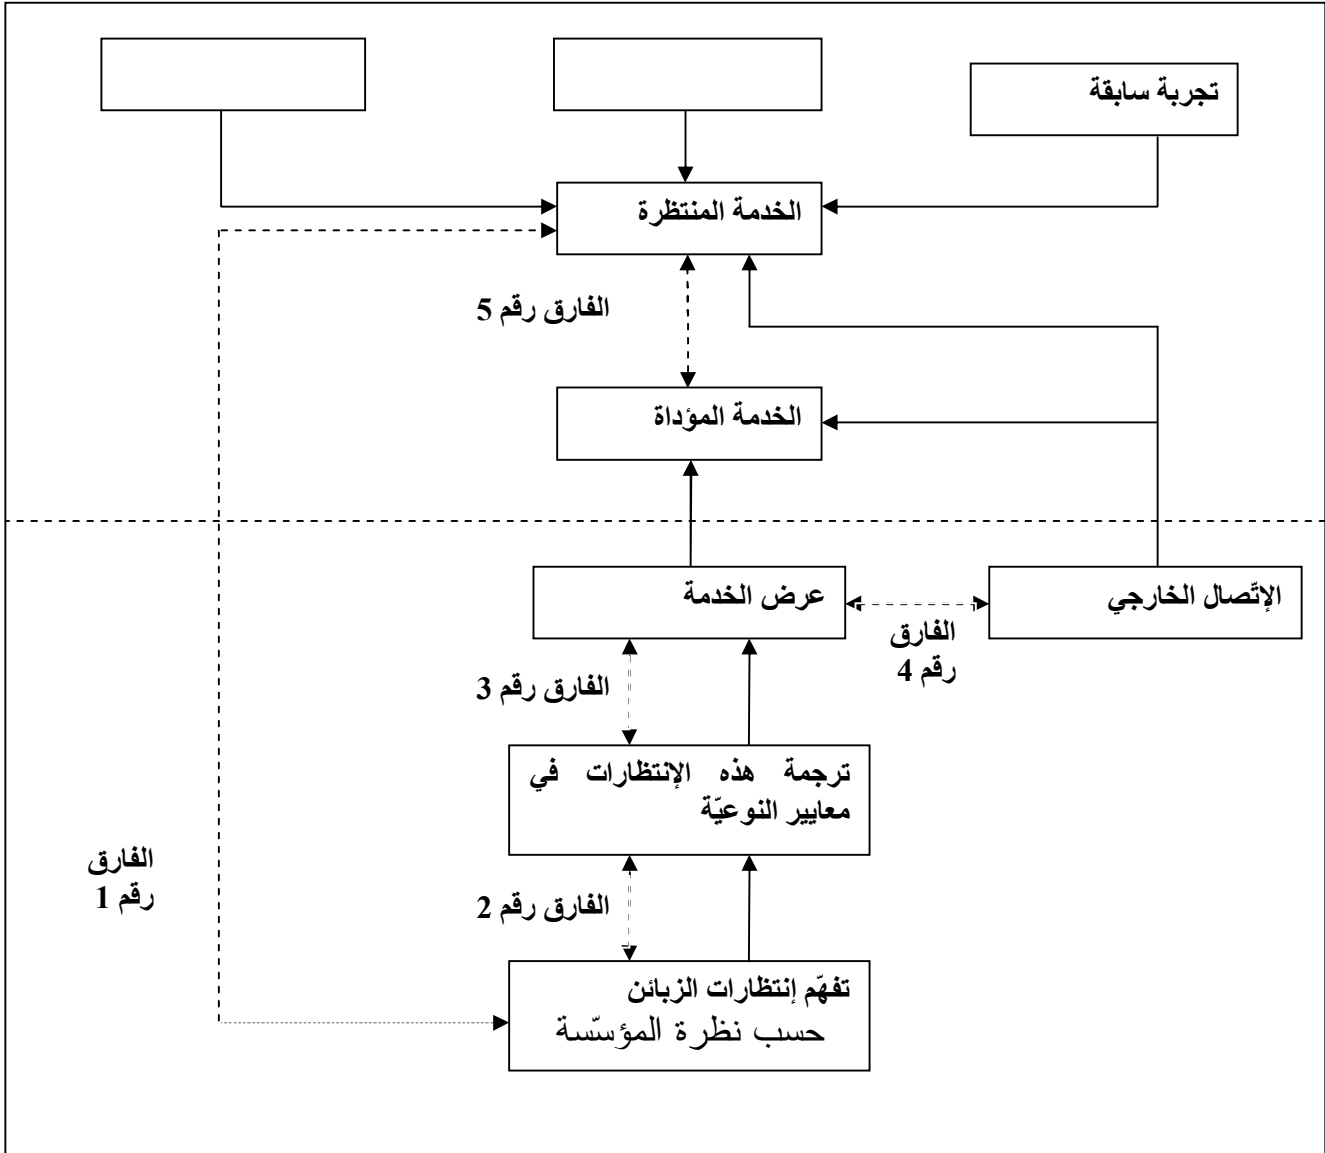 تجربة سابقة
الخدمة المنتظرة
الفارق رقم 5
الخدمة المؤداة
عرض الخدمة
الإتّصال الخارجي
الفارق
رقم 4
الفارق رقم 3
ترجمة هذه الإنتظارات في
معايير النوعيّة
الفارق
رقم 1
الفارق رقم 2
تفهّم إنتظارات الزبائن
حسب نظرة المؤسّسة